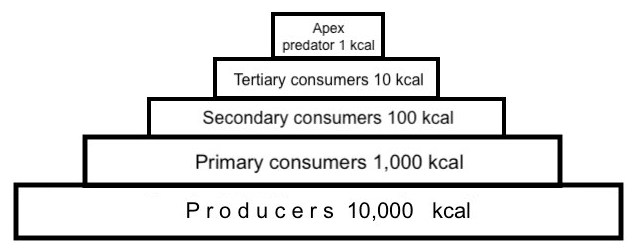 Apex
predator 1 kcal
Tertiary consumers 10 kcal
Secondary consumers 100 kcal
Primary consumers 1,000 kcal
Producers 10,000 kcal